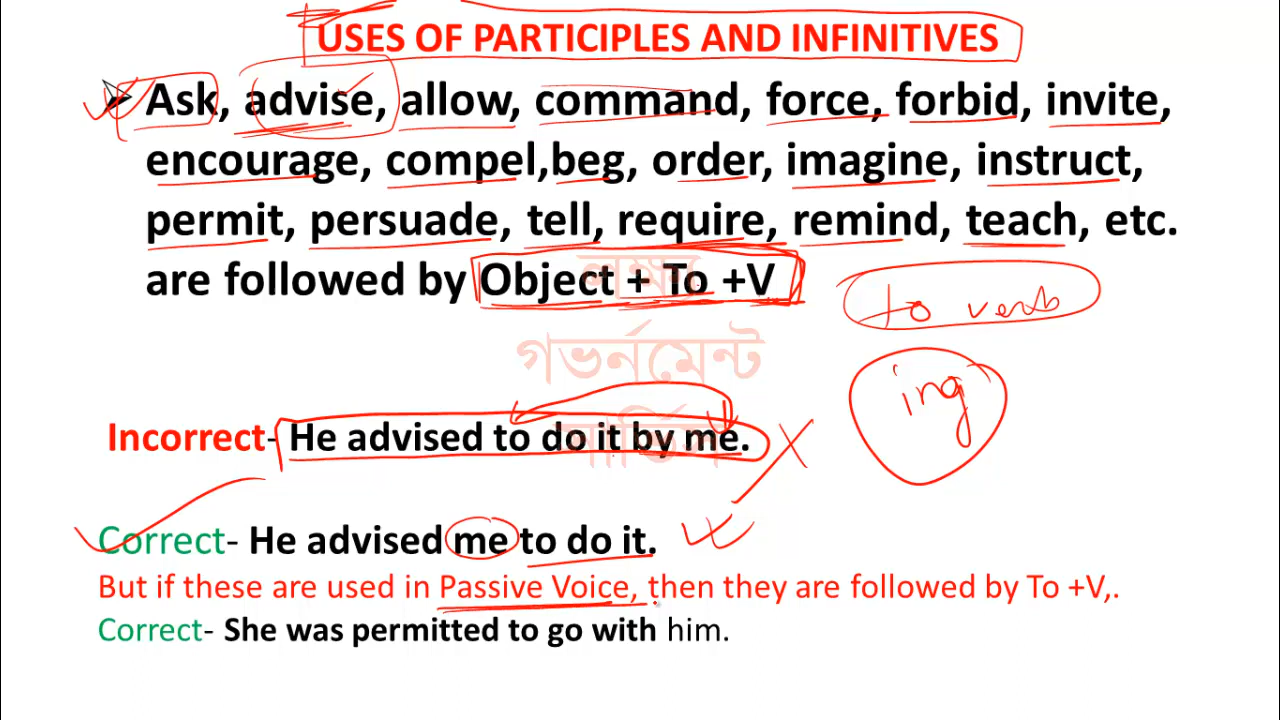 USES OF PARTICIPLES AND INFINITIVES
➢ Ask, advise, allow, command, force, forbid, invite,
encourage, compel,beg, order, imagine, instruct,
permit, persuade, tell, require, remind, teach, etc.
are followed by Object + To +V
to verb
লক্ষ্য
গভর্নমেন্ট
সার্ভিস
ing
Incorrect- He advised to do it by me.
Correct- He advised me to do it.
But if these are used in Passive Voice, then they are followed by To +V,.
Correct- She was permitted to go with him.